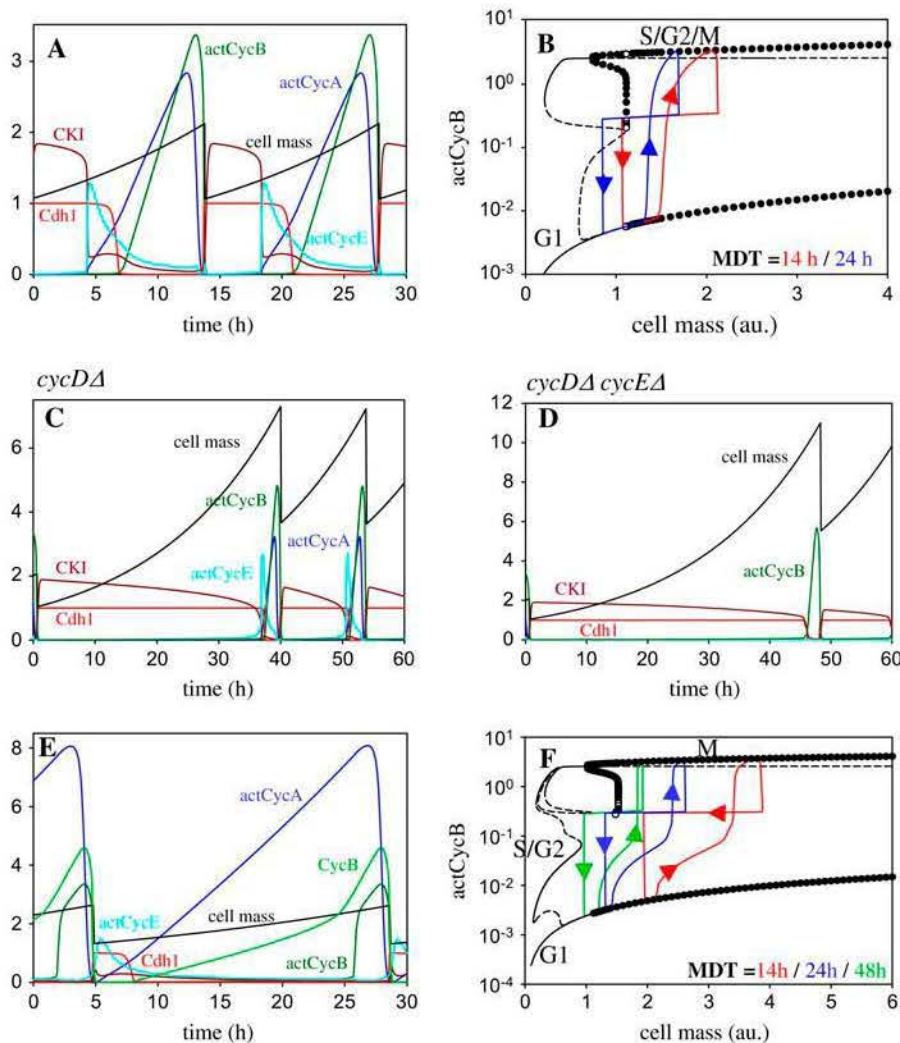 A
actCycB
actCycA
CKI
cell mass
Cdh1
actCycE
0
1
2
3
0 5 10 15 20 25 30
time (h)
B
S/G2/M
G1
MDT =14 h / 24 h
actCycB
10^1
10^0
10^-1
10^-2
10^-3
0 1 2 3 4
cell mass (au.)
cycDΔ
C
cell mass
actCycB
actCycA
actCycE
CKI
Cdh1
6
4
2
0
0 10 20 30 40 50 60
time (h)
cycDΔ cycEΔ
D
cell mass
actCycB
CKI
Cdh1
12
10
8
6
4
2
0
0 20 40 60
time (h)
E
actCycA
CycB
cell mass
actCycE
Cdh1
actCycB
8
6
4
2
0
0 5 10 15 20 25 30
time (h)
F
M
S/G2
G1
MDT =14h / 24h / 48h
actCycB
10^1
10^0
10^-1
10^-2
10^-3
10^-4
0 1 2 3 4 5 6
cell mass (au.)